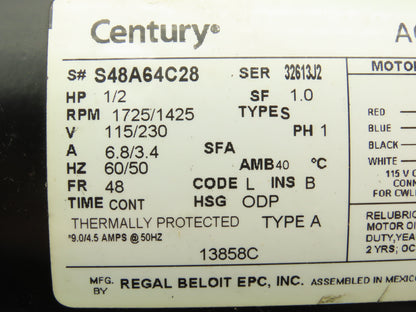 Century®
S# S48A64C28 SER 32613J2
HP 1/2 SF 1.0
RPM 1725/1425 TYPE S
V 115/230 PH 1
A 6.8/3.4 SFA
HZ 60/50 AMB 40 °C
FR 48 CODE L INS B
TIME CONT HSG ODP
THERMALLY PROTECTED TYPE A
*9.0/4.5 AMPS @ 50HZ
13858C
MFG. BY REGAL BELOIT EPC, INC. ASSEMBLED IN MEXICO
MOTOR
RED
BLUE
BLACK
WHITE
115 V
CONN
FOR CWLE
RELUBRIC
MOTOR OI
DUTY, YEA
2 YRS; OC